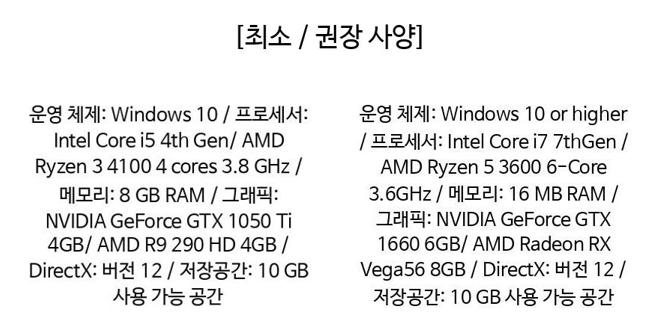 [최소 / 권장 사양]
운영 체제: Windows 10 / 프로세서:
Intel Core i5 4th Gen/ AMD
Ryzen 3 4100 4 cores 3.8 GHz /
메모리: 8 GB RAM / 그래픽:
NVIDIA GeForce GTX 1050 Ti
4GB/ AMD R9 290 HD 4GB /
DirectX: 버전 12 / 저장공간: 10 GB
사용 가능 공간
운영 체제: Windows 10 or higher
/ 프로세서: Intel Core i7 7thGen /
AMD Ryzen 5 3600 6-Core
3.6GHz / 메모리: 16 MB RAM /
그래픽: NVIDIA GeForce GTX
1660 6GB/ AMD Radeon RX
Vega56 8GB / DirectX: 버전 12 /
저장공간: 10 GB 사용 가능 공간